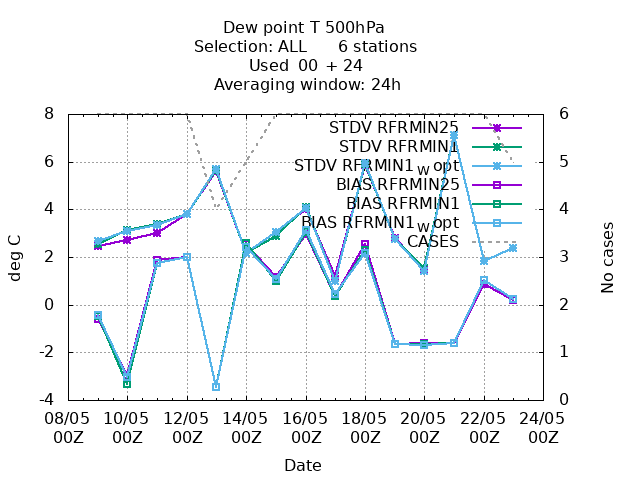 Dew point T 500hPa
Selection: ALL 6 stations
Used 00 + 24
Averaging window: 24h
8 6
6 5
4 4
2 3
0 2
-2 1
-4 0
deg C
No cases
STDV RFRMIN25
STDV RFRMIN1
STDV RFRMIN1 w opt
BIAS RFRMIN25
BIAS RFRMIN1
BIAS RFRMIN1 w opt
CASES
08/05 10/05 12/05 14/05 16/05 18/05 20/05 22/05 24/05
00Z 00Z 00Z 00Z 00Z 00Z 00Z 00Z 00Z
Date